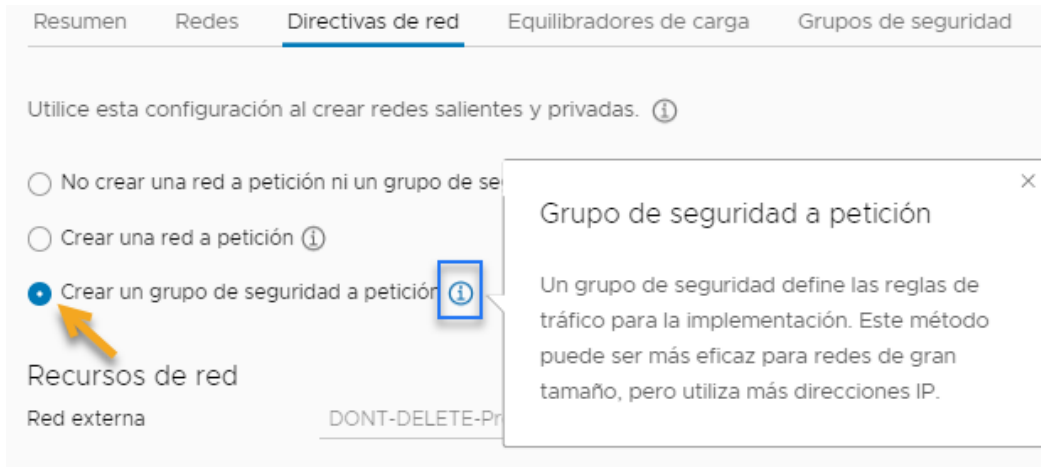 Resumen Redes Directivas de red Equilibradores de carga Grupos de seguridad
Utilice esta configuración al crear redes salientes y privadas.
No crear una red a petición ni un grupo de se
Crear una red a petición
Crear un grupo de seguridad a petición
Grupo de seguridad a petición
Un grupo de seguridad define las reglas de
tráfico para la implementación. Este método
puede ser más eficaz para redes de gran
tamaño, pero utiliza más direcciones IP.
Recursos de red
Red externa DONT-DELETE-Pr